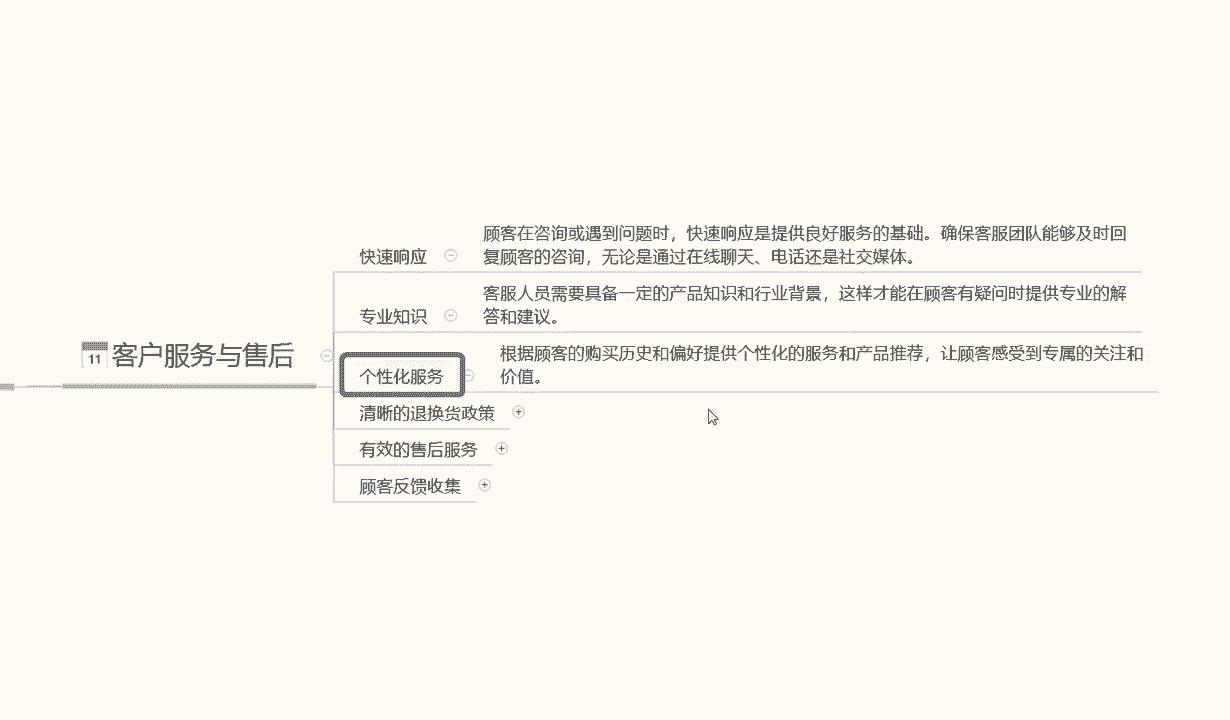 11 客户服务与售后
快速响应
顾客在咨询或遇到问题时，快速响应是提供良好服务的基础。确保客服团队能够及时回
复顾客的咨询，无论是通过在线聊天、电话还是社交媒体。
专业知识
客服人员需要具备一定的产品知识和行业背景，这样才能在顾客有疑问时提供专业的解
答和建议。
个性化服务
根据顾客的购买历史和偏好提供个性化的服务和产品推荐，让顾客感受到专属的关注和
价值。
清晰的退换货政策
有效的售后服务
顾客反馈收集